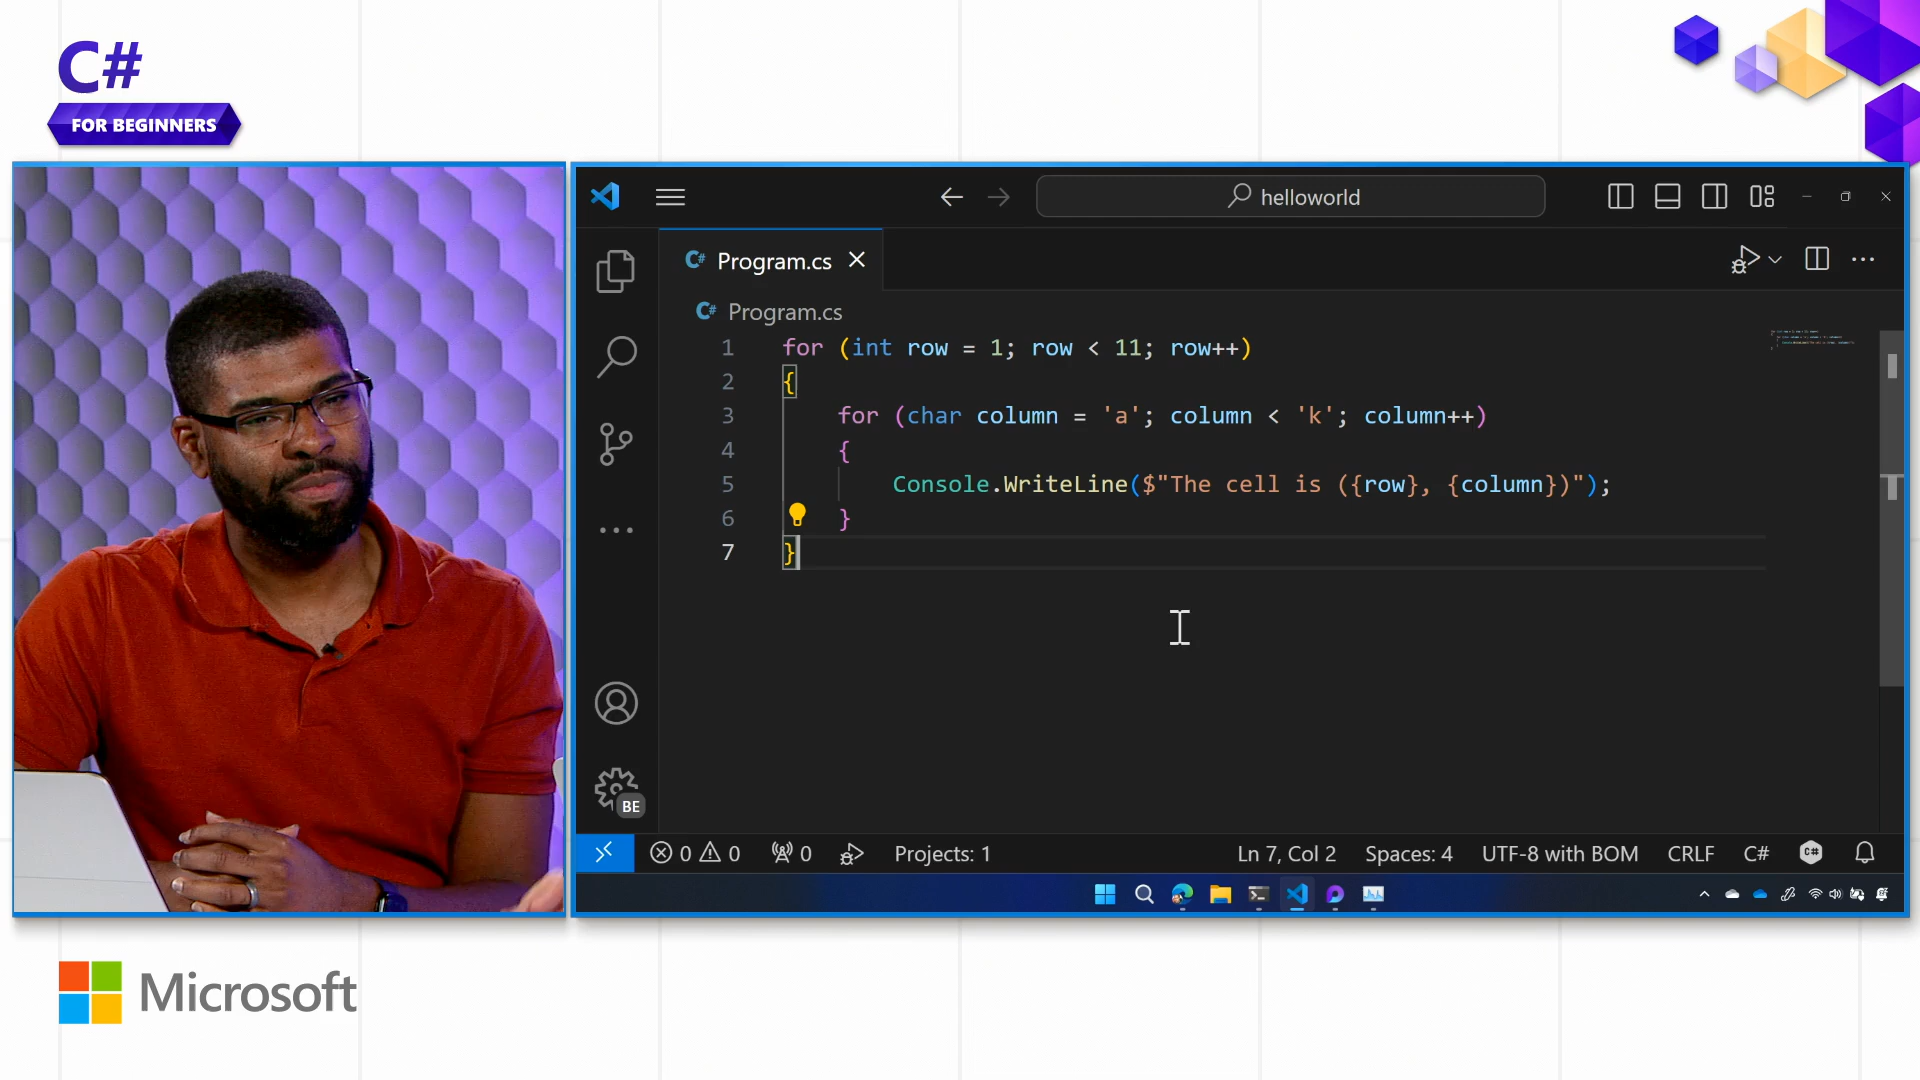 C#
FOR BEGINNERS
helloworld
Program.cs
Program.cs
1 for (int row = 1; row < 11; row++)
2 {
3 for (char column = 'a'; column < 'k'; column++)
4 {
5 Console.WriteLine($"The cell is ({row}, {column})");
6 }
7 }
BE
0 0 0 Projects: 1 Ln 7, Col 2 Spaces: 4 UTF-8 with BOM CRLF C#
Microsoft